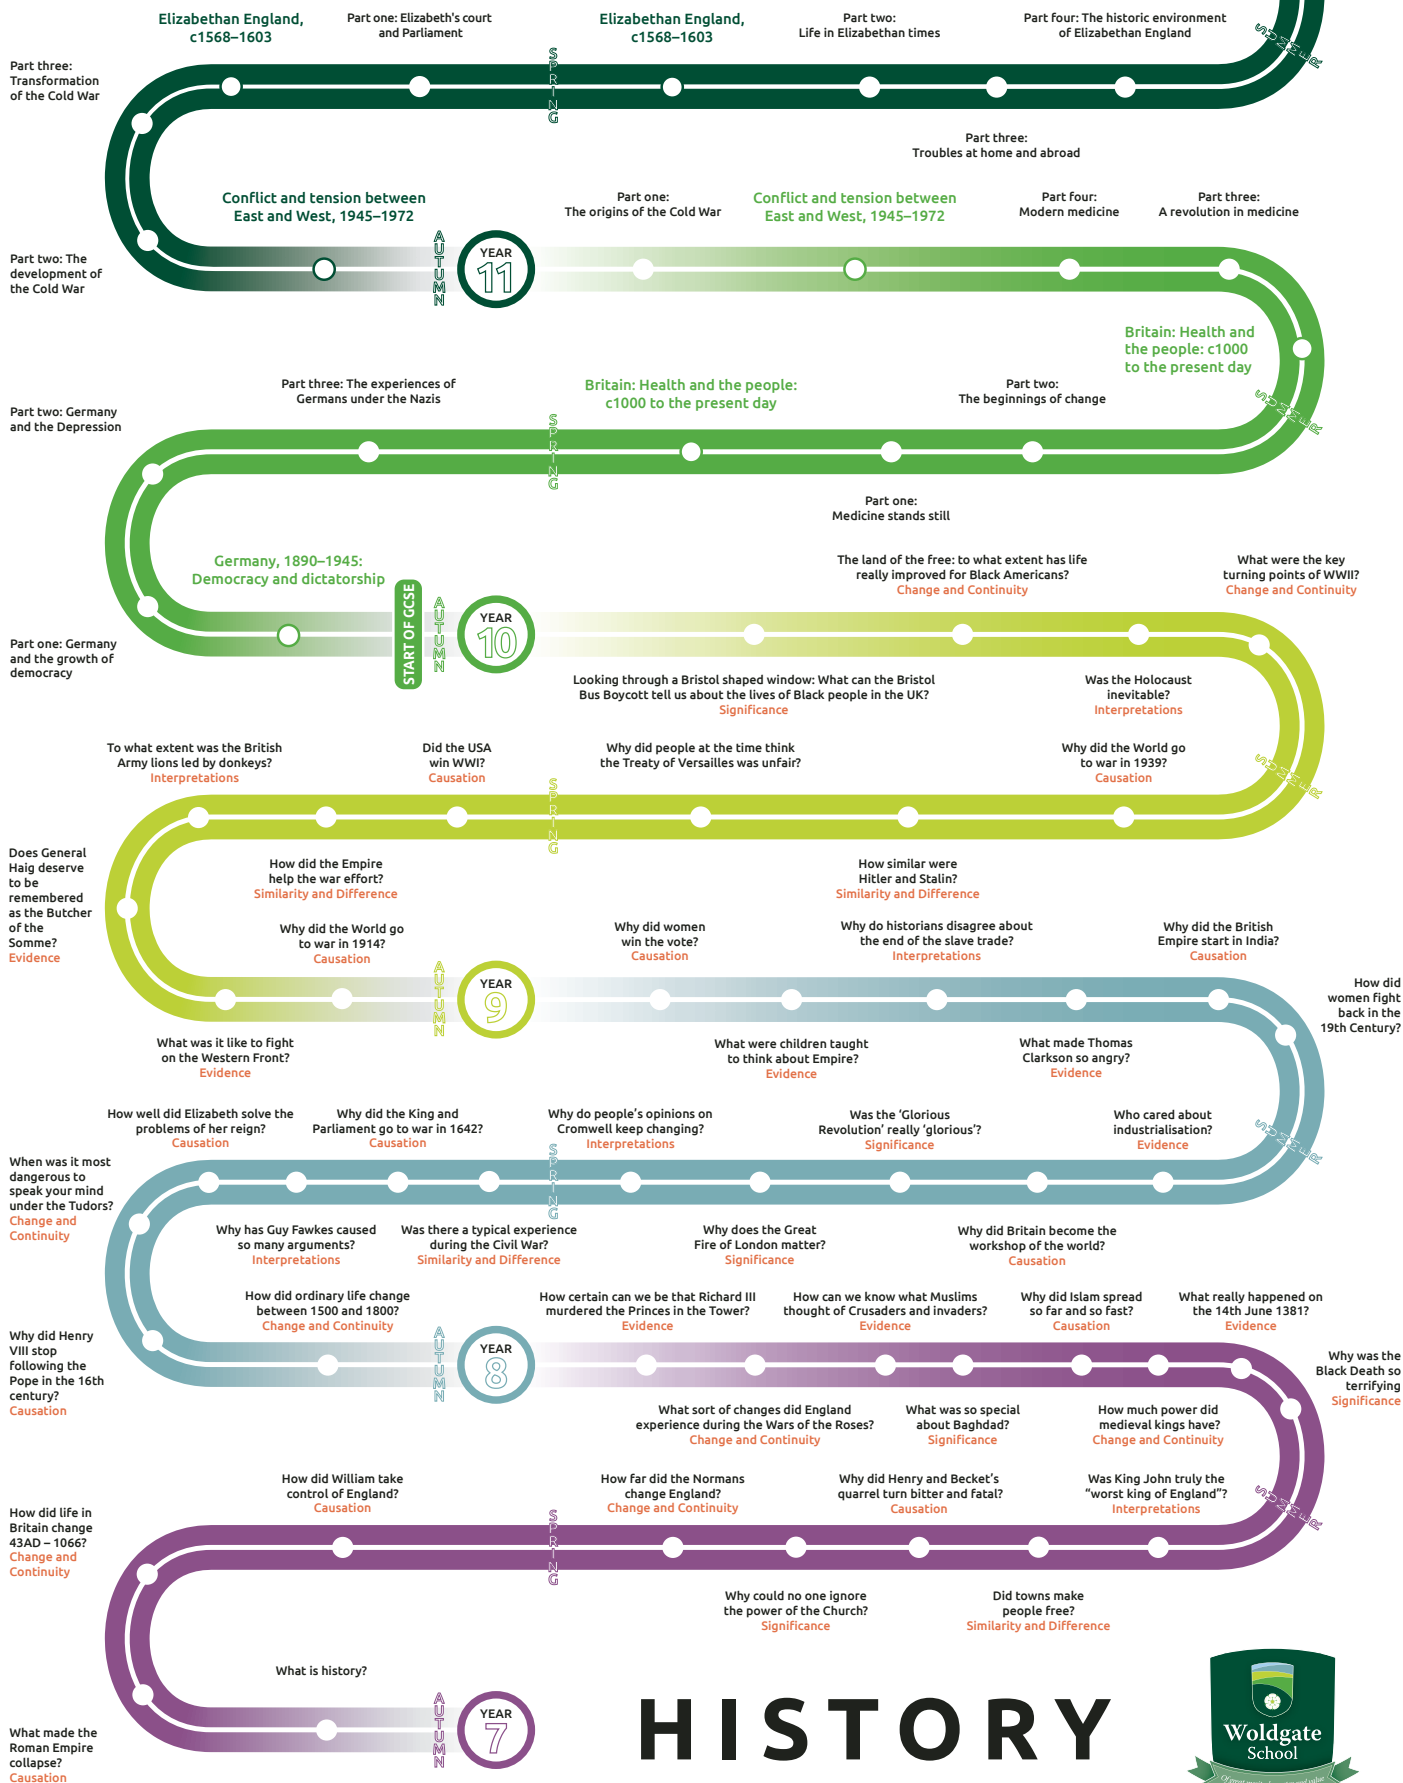 Elizabethan England,
c1568–1603
Part one: Elizabeth's court
and Parliament
Elizabethan England,
c1568–1603
Part two:
Life in Elizabethan times
Part four: The historic environment
of Elizabethan England
SUMMER
Part three:
Transformation
of the Cold War
SPRING
Part three:
Troubles at home and abroad
Conflict and tension between
East and West, 1945–1972
Part one:
The origins of the Cold War
Conflict and tension between
East and West, 1945–1972
Part four:
Modern medicine
Part three:
A revolution in medicine
Part two: The
development of
the Cold War
AUTUMN
YEAR
11
Britain: Health and
the people: c1000
to the present day
Part three: The experiences of
Germans under the Nazis
Britain: Health and the people:
c1000 to the present day
Part two:
The beginnings of change
SUMMER
Part two: Germany
and the Depression
SPRING
Part one:
Medicine stands still
Germany, 1890–1945:
Democracy and dictatorship
The land of the free: to what extent has life
really improved for Black Americans?
Change and Continuity
What were the key
turning points of WWII?
Change and Continuity
START OF GCSE
AUTUMN
YEAR
10
Part one: Germany
and the growth of
democracy
Looking through a Bristol shaped window: What can the Bristol
Bus Boycott tell us about the lives of Black people in the UK?
Significance
Was the Holocaust
inevitable?
Interpretations
To what extent was the British
Army lions led by donkeys?
Interpretations
Did the USA
win WWI?
Causation
Why did people at the time think
the Treaty of Versailles was unfair?
Why did the World go
to war in 1939?
Causation
SUMMER
SPRING
Does General
Haig deserve
to be
remembered
as the Butcher
of the
Somme?
Evidence
How did the Empire
help the war effort?
Similarity and Difference
How similar were
Hitler and Stalin?
Similarity and Difference
Why did the World go
to war in 1914?
Causation
Why did women
win the vote?
Causation
Why do historians disagree about
the end of the slave trade?
Interpretations
Why did the British
Empire start in India?
Causation
AUTUMN
YEAR
9
How did
women fight
back in the
19th Century?
What was it like to fight
on the Western Front?
Evidence
What were children taught
to think about Empire?
Evidence
What made Thomas
Clarkson so angry?
Evidence
How well did Elizabeth solve the
problems of her reign?
Causation
Why did the King and
Parliament go to war in 1642?
Causation
Why do people’s opinions on
Cromwell keep changing?
Interpretations
Was the ‘Glorious
Revolution’ really ‘glorious’?
Significance
Who cared about
industrialisation?
Evidence
SUMMER
When was it most
dangerous to
speak your mind
under the Tudors?
Change and
Continuity
SPRING
Why has Guy Fawkes caused
so many arguments?
Interpretations
Was there a typical experience
during the Civil War?
Similarity and Difference
Why does the Great
Fire of London matter?
Significance
Why did Britain become the
workshop of the world?
Causation
How did ordinary life change
between 1500 and 1800?
Change and Continuity
How certain can we be that Richard III
murdered the Princes in the Tower?
Evidence
How can we know what Muslims
thought of Crusaders and invaders?
Evidence
Why did Islam spread
so far and so fast?
Causation
What really happened on
the 14th June 1381?
Evidence
Why did Henry
VIII stop
following the
Pope in the 16th
century?
Causation
AUTUMN
YEAR
8
Why was the
Black Death so
terrifying
Significance
What sort of changes did England
experience during the Wars of the Roses?
Change and Continuity
What was so special
about Baghdad?
Significance
How much power did
medieval kings have?
Change and Continuity
How did William take
control of England?
Causation
How far did the Normans
change England?
Change and Continuity
Why did Henry and Becket’s
quarrel turn bitter and fatal?
Causation
Was King John truly the
“worst king of England”?
Interpretations
SUMMER
How did life in
Britain change
43AD – 1066?
Change and
Continuity
SPRING
Why could no one ignore
the power of the Church?
Significance
Did towns make
people free?
Similarity and Difference
What is history?
AUTUMN
YEAR
7
What made the
Roman Empire
collapse?
Causation
HISTORY
Woldgate
School